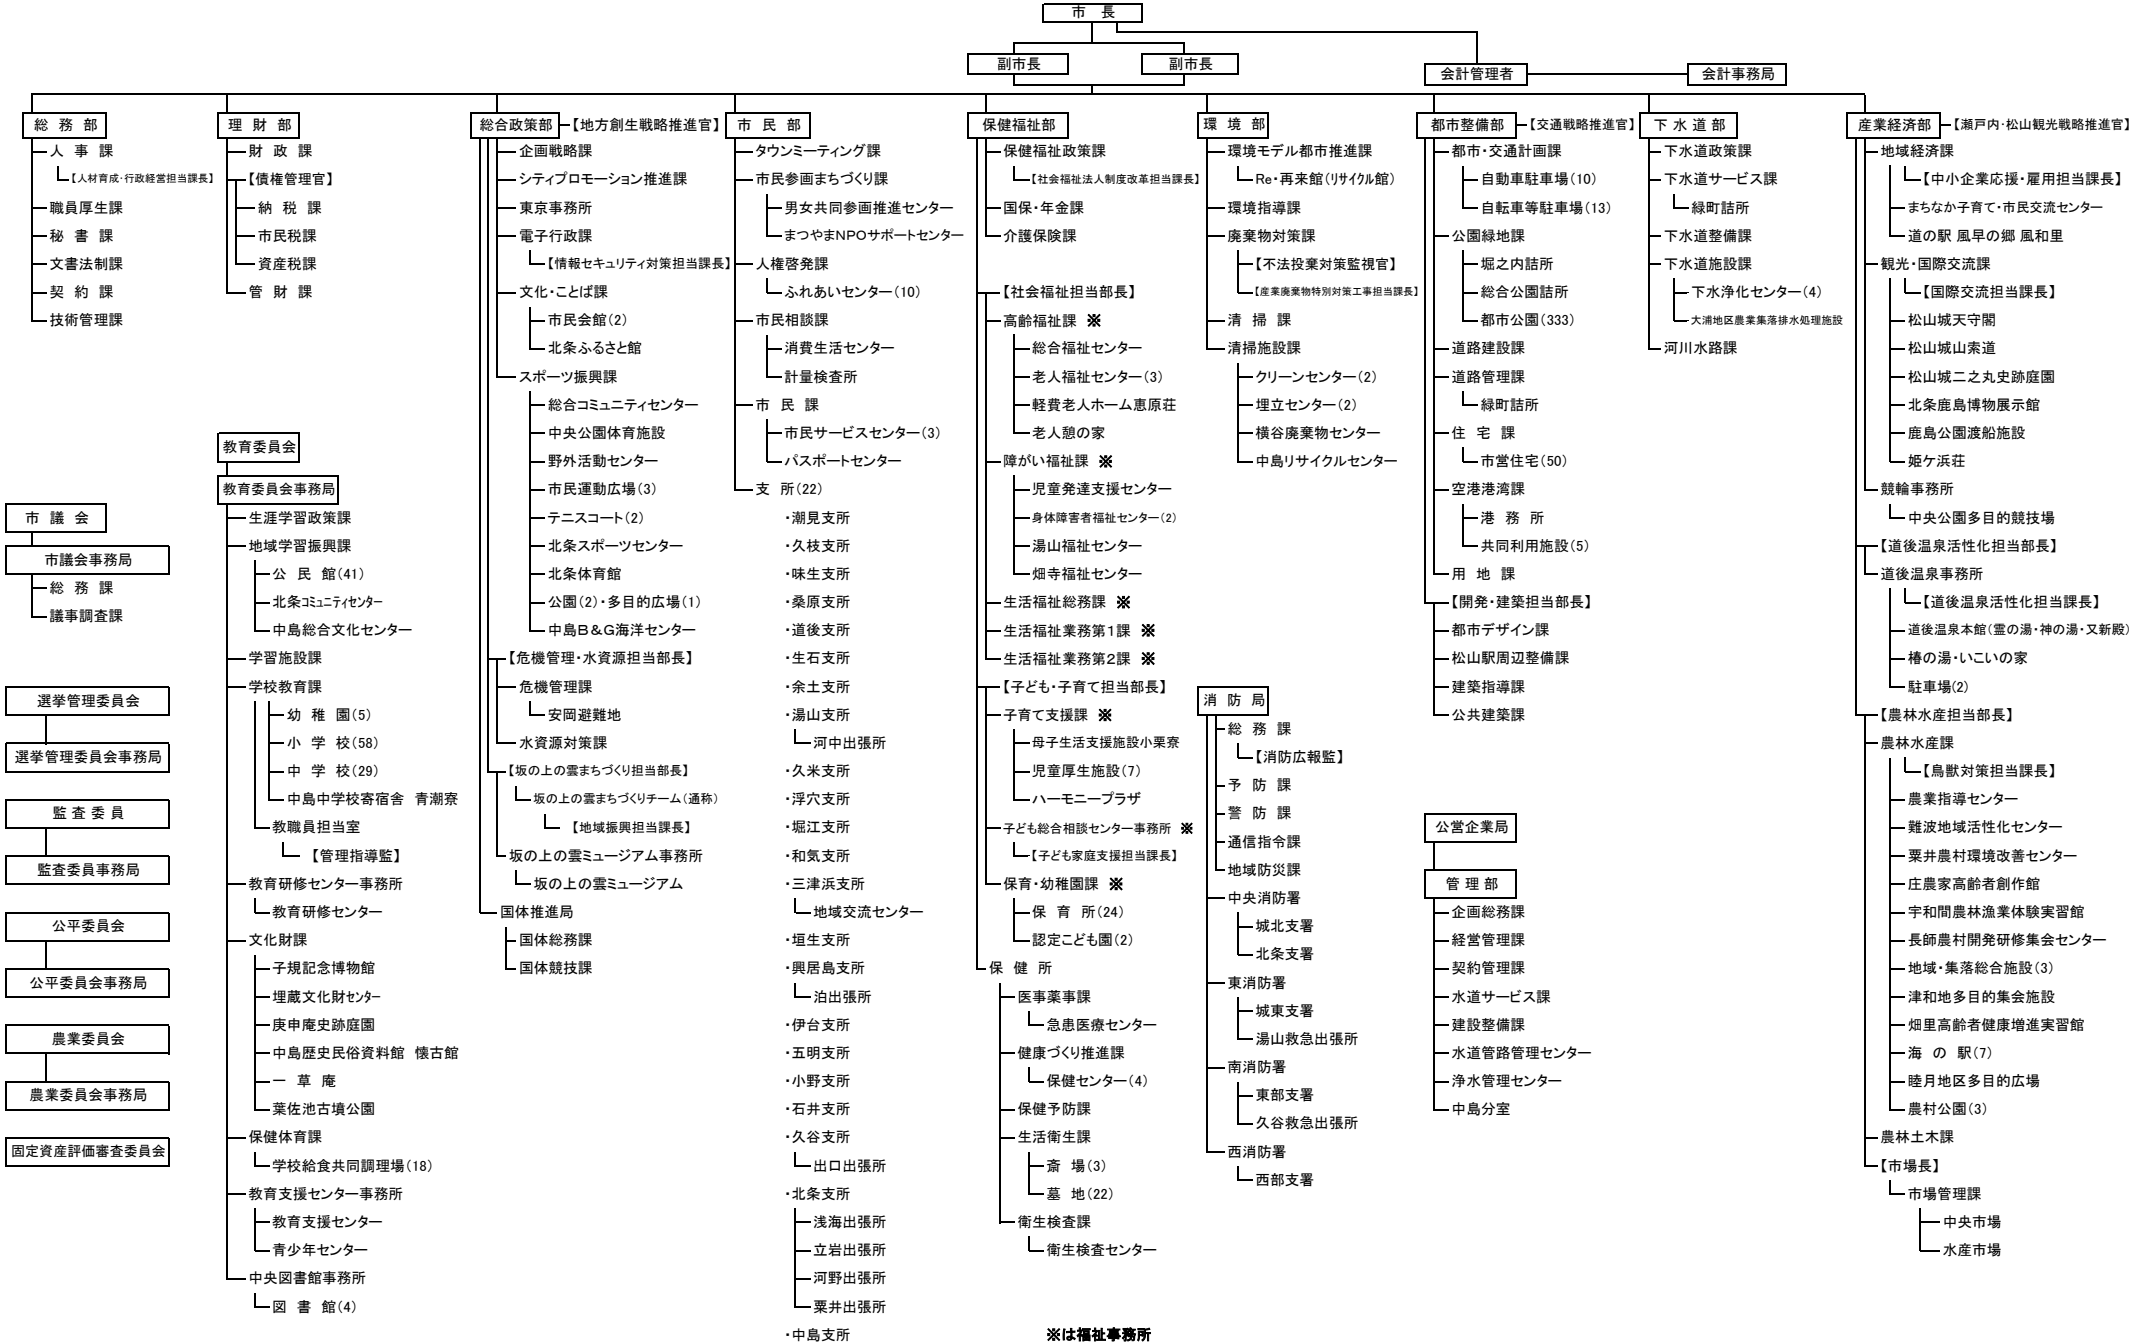 市　長
副市長
副市長
会計管理者
会計事務局
総 務 部
人 事 課
【人材育成・行政経営担当課長】
職員厚生課
秘 書 課
文書法制課
契 約 課
技術管理課
理 財 部
財 政 課
【債権管理官】
納 税 課
市民税課
資産税課
管 財 課
総合政策部
【地方創生戦略推進官】
企画戦略課
シティプロモーション推進課
東京事務所
電子行政課
【情報セキュリティ対策担当課長】
文化・ことば課
市民会館(2)
北条ふるさと館
スポーツ振興課
総合コミュニティセンター
中央公園体育施設
野外活動センター
市民運動広場(3)
テニスコート(2)
北条スポーツセンター
北条体育館
公園(2)・多目的広場(1)
中島B＆G海洋センター
【危機管理・水資源担当部長】
危機管理課
安岡避難地
水資源対策課
【坂の上の雲まちづくり担当部長】
坂の上の雲まちづくりチーム(通称)
【地域振興担当課長】
坂の上の雲ミュージアム事務所
坂の上の雲ミュージアム
国体推進局
国体総務課
国体競技課
市 民 部
タウンミーティング課
市民参画まちづくり課
男女共同参画推進センター
まつやまNPOサポートセンター
人権啓発課
ふれあいセンター(10)
市民相談課
消費生活センター
計量検査所
市 民 課
市民サービスセンター(3)
パスポートセンター
支 所(22)
・潮見支所
・久枝支所
・味生支所
・桑原支所
・道後支所
・生石支所
・余土支所
・湯山支所
河中出張所
・久米支所
・浮穴支所
・堀江支所
・和気支所
・三津浜支所
地域交流センター
・垣生支所
・興居島支所
泊出張所
・伊台支所
・五明支所
・小野支所
・石井支所
・久谷支所
出口出張所
・北条支所
浅海出張所
立岩出張所
河野出張所
粟井出張所
・中島支所
保健福祉部
保健福祉政策課
【社会福祉法人制度改革担当課長】
国保・年金課
介護保険課
【社会福祉担当部長】
高齢福祉課 ※
総合福祉センター
老人福祉センター(3)
軽費老人ホーム恵原荘
老人憩の家
障がい福祉課 ※
児童発達支援センター
身体障害者福祉センター(2)
湯山福祉センター
畑寺福祉センター
生活福祉総務課 ※
生活福祉業務第1課 ※
生活福祉業務第2課 ※
【子ども・子育て担当部長】
子育て支援課 ※
母子生活支援施設小栗寮
児童厚生施設(7)
ハーモニープラザ
子ども総合相談センター事務所 ※
【子ども家庭支援担当課長】
保育・幼稚園課 ※
保 育 所(24)
認定こども園(2)
保 健 所
医事薬事課
急患医療センター
健康づくり推進課
保健センター(4)
保健予防課
生活衛生課
斎 場(3)
墓 地(22)
衛生検査課
衛生検査センター
※は福祉事務所
環 境 部
環境モデル都市推進課
Re・再来館(リサイクル館)
環境指導課
廃棄物対策課
【不法投棄対策監視官】
【産業廃棄物特別対策工事担当課長】
清 掃 課
清掃施設課
クリーンセンター(2)
埋立センター(2)
横谷廃棄物センター
中島リサイクルセンター
消 防 局
総 務 課
【消防広報監】
予 防 課
警 防 課
通信指令課
地域防災課
中央消防署
城北支署
北条支署
東消防署
城東支署
湯山救急出張所
南消防署
東部支署
久谷救急出張所
西消防署
西部支署
都市整備部
【交通戦略推進官】
都市・交通計画課
自動車駐車場(10)
自転車等駐車場(13)
公園緑地課
堀之内詰所
総合公園詰所
都市公園(333)
道路建設課
道路管理課
緑町詰所
住 宅 課
市営住宅(50)
空港港湾課
港 務 所
共同利用施設(5)
用 地 課
【開発・建築担当部長】
都市デザイン課
松山駅周辺整備課
建築指導課
公共建築課
公営企業局
管 理 部
企画総務課
経営管理課
契約管理課
水道サービス課
建設整備課
水道管路管理センター
浄水管理センター
中島分室
下 水 道 部
下水道政策課
下水道サービス課
緑町詰所
下水道整備課
下水道施設課
下水浄化センター(4)
大浦地区農業集落排水処理施設
河川水路課
産業経済部
【瀬戸内・松山観光戦略推進官】
地域経済課
【中小企業応援・雇用担当課長】
まちなか子育て・市民交流センター
道の駅 風早の郷 風和里
観光・国際交流課
【国際交流担当課長】
松山城天守閣
松山城山索道
松山城二之丸史跡庭園
北条鹿島博物展示館
鹿島公園渡船施設
姫ケ浜荘
競輪事務所
中央公園多目的競技場
【道後温泉活性化担当部長】
道後温泉事務所
【道後温泉活性化担当課長】
道後温泉本館(霊の湯・神の湯・又新殿)
椿の湯・いこいの家
駐車場(2)
【農林水産担当部長】
農林水産課
【鳥獣対策担当課長】
農業指導センター
難波地域活性化センター
粟井農村環境改善センター
庄農家高齢者創作館
宇和間農林漁業体験実習館
長師農村開発研修集会センター
地域・集落総合施設(3)
津和地多目的集会施設
畑里高齢者健康増進実習館
海 の 駅(7)
睦月地区多目的広場
農村公園(3)
農林土木課
【市場長】
市場管理課
中央市場
水産市場
教育委員会
教育委員会事務局
生涯学習政策課
地域学習振興課
公 民 館(41)
北条コミュニティセンター
中島総合文化センター
学習施設課
学校教育課
幼 稚 園(5)
小 学 校(58)
中 学 校(29)
中島中学校寄宿舎 青潮寮
教職員担当室
【管理指導監】
教育研修センター事務所
教育研修センター
文化財課
子規記念博物館
埋蔵文化財センター
庚申庵史跡庭園
中島歴史民俗資料館 懐古館
一 草 庵
葉佐池古墳公園
保健体育課
学校給食共同調理場(18)
教育支援センター事務所
教育支援センター
青少年センター
中央図書館事務所
図 書 館(4)
市 議 会
市議会事務局
総 務 課
議事調査課
選挙管理委員会
選挙管理委員会事務局
監 査 委 員
監査委員事務局
公平委員会
公平委員会事務局
農業委員会
農業委員会事務局
固定資産評価審査委員会